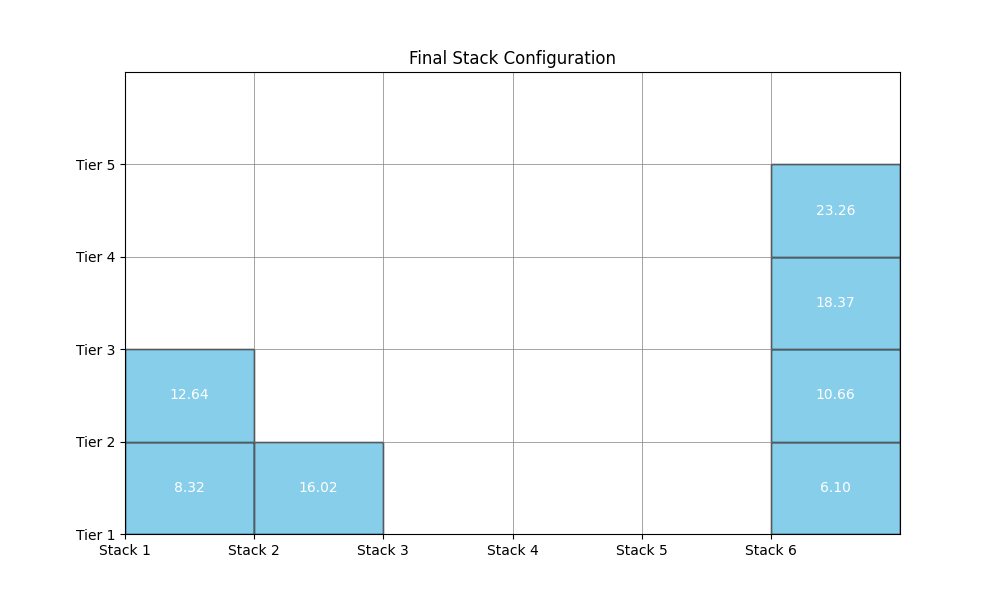 Final Stack Configuration
Tier 5
23.26
Tier 4
18.37
Tier 3
12.64
10.66
Tier 2
8.32
16.02
6.10
Tier 1
Stack 1 Stack 2 Stack 3 Stack 4 Stack 5 Stack 6